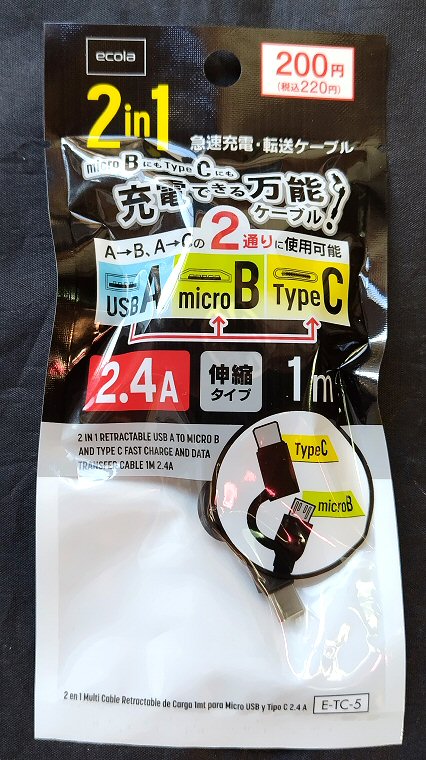 ecola
200円
(税込220円)
2in1
急速充電・転送ケーブル
micro BにもType Cにも
充電できる万能ケーブル!
A→B、A→Cの2通りに使用可能
USB A micro B Type C
2.4A 伸縮タイプ 1m
2 IN 1 RETRACTABLE USB A TO MICRO B
AND TYPE C FAST CHARGE AND DATA
TRANSFER CABLE 1M 2.4A
TypeC
microB
2 en 1 Multi Cable Retractable de Carga 1mt para Micro USB y Tipo C 2.4 A
E-TC-5